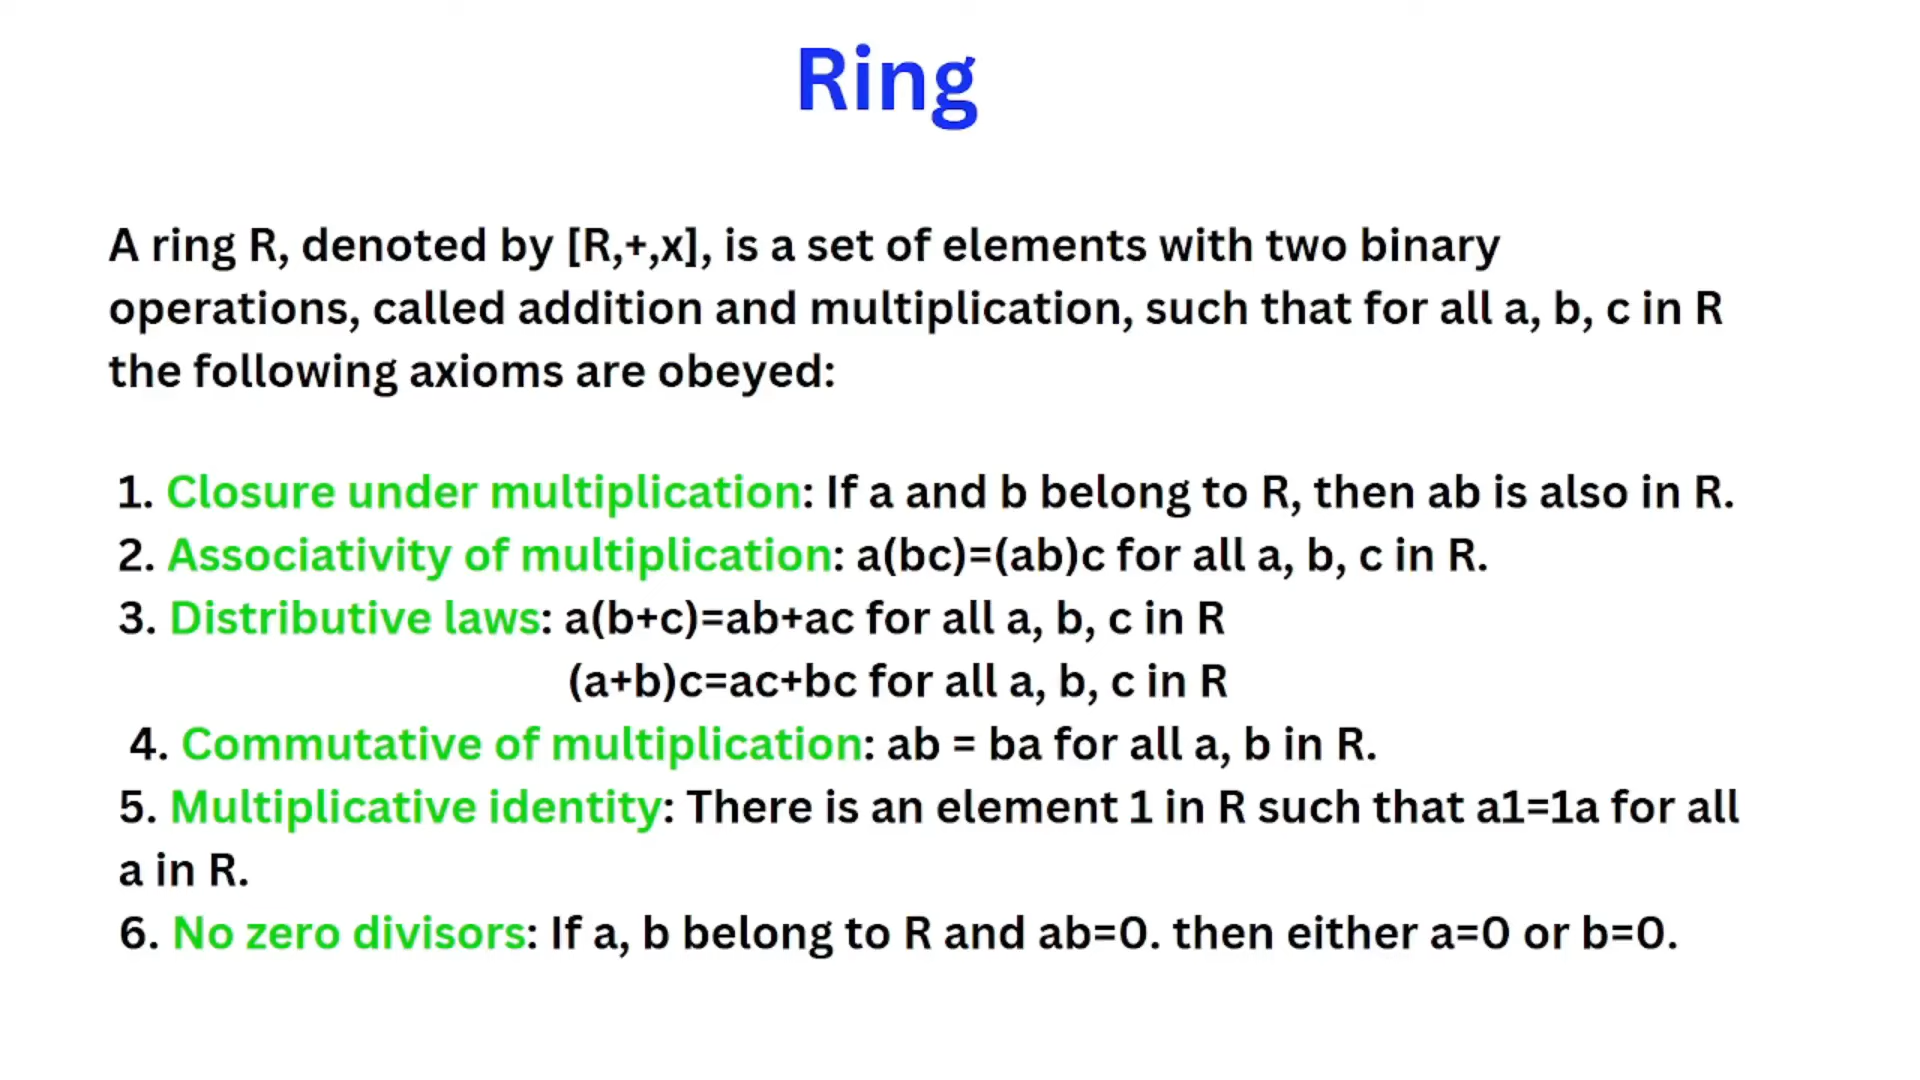 Ring
A ring R, denoted by [R,+,x], is a set of elements with two binary
operations, called addition and multiplication, such that for all a, b, c in R
the following axioms are obeyed:
1. Closure under multiplication: If a and b belong to R, then ab is also in R.
2. Associativity of multiplication: a(bc)=(ab)c for all a, b, c in R.
3. Distributive laws: a(b+c)=ab+ac for all a, b, c in R
(a+b)c=ac+bc for all a, b, c in R
4. Commutative of multiplication: ab = ba for all a, b in R.
5. Multiplicative identity: There is an element 1 in R such that a1=1a for all
a in R.
6. No zero divisors: If a, b belong to R and ab=0. then either a=0 or b=0.